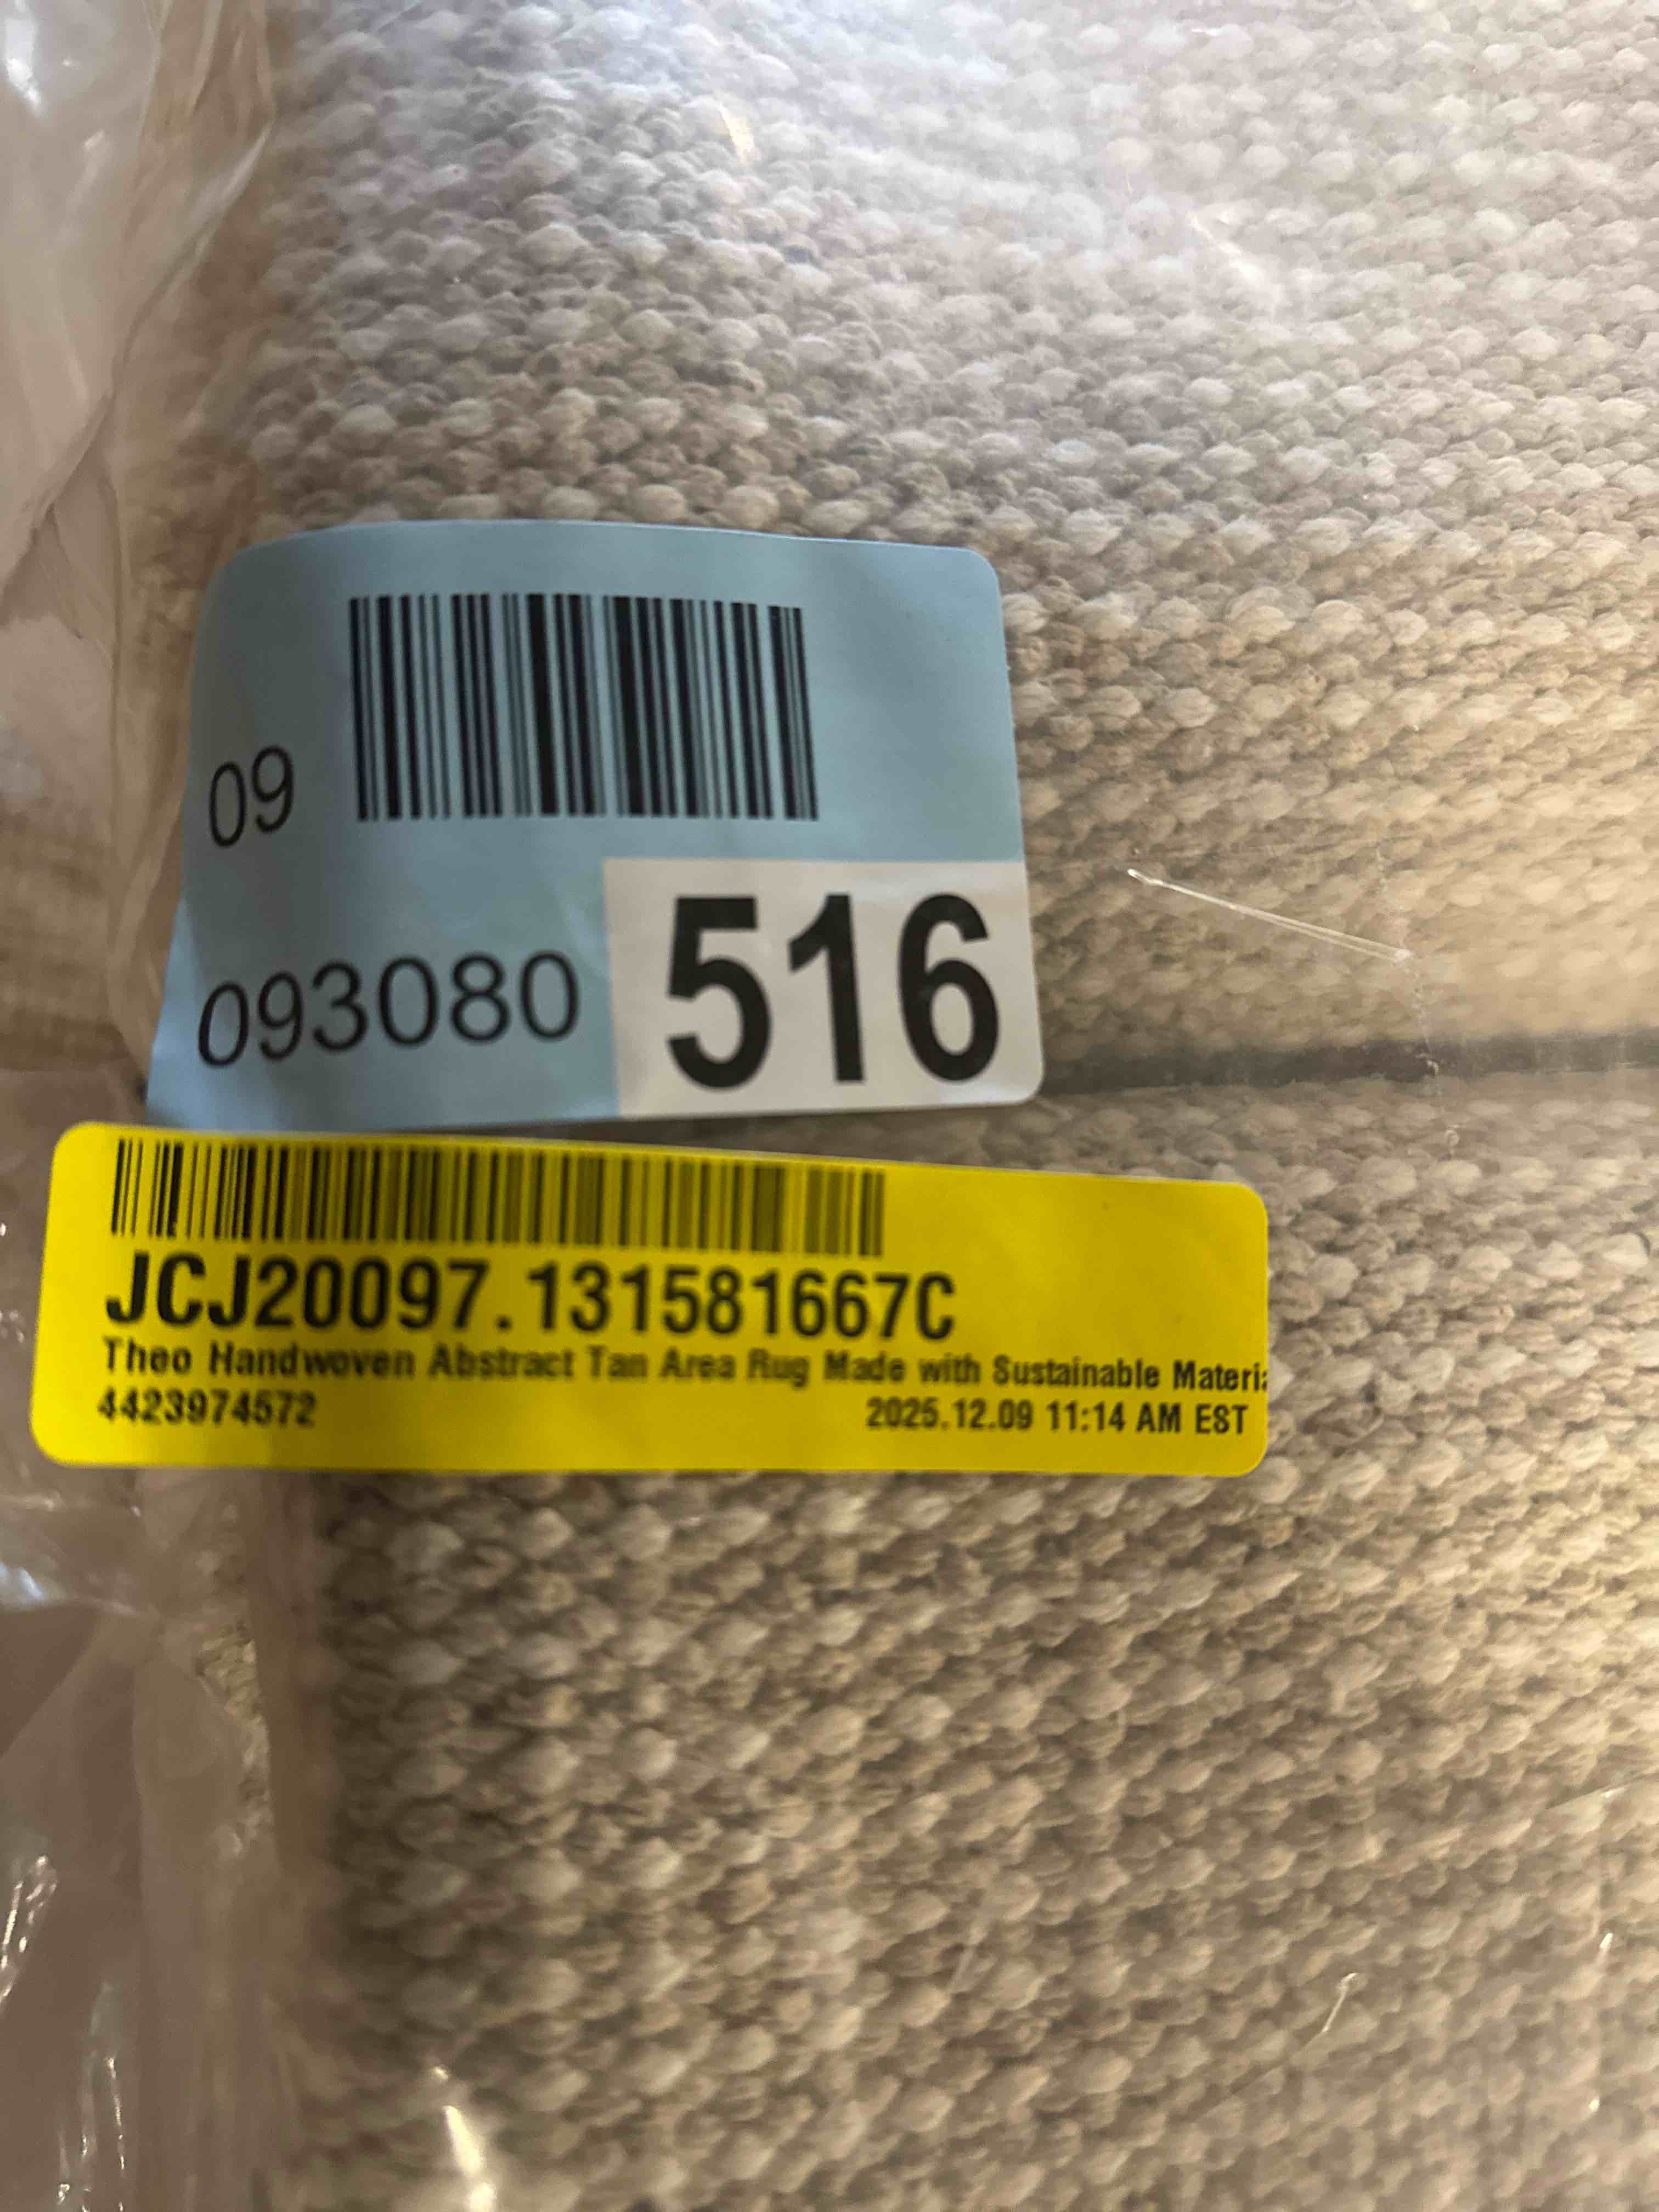 09
093080 516
JCJ20097.131581667C
Theo Handwoven Abstract Tan Area Rug Made with Sustainable Materi
4423974572 2025.12.09 11:14 AM EST